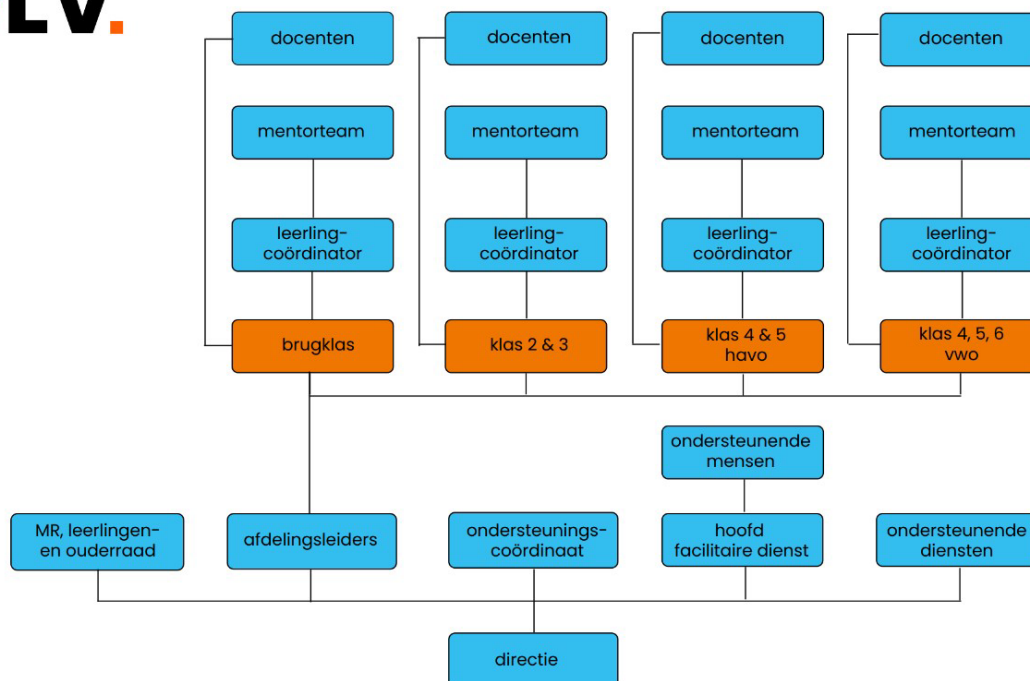 LV.
docenten
docenten
docenten
docenten
mentorteam
mentorteam
mentorteam
mentorteam
leerling-
coördinator
leerling-
coördinator
leerling-
coördinator
leerling-
coördinator
brugklas
klas 2 & 3
klas 4 & 5
havo
klas 4, 5, 6
vwo
ondersteunende
mensen
MR, leerlingen-
en ouderraad
afdelingsleiders
ondersteunings-
coördinaat
hoofd
facilitaire dienst
ondersteunende
diensten
directie